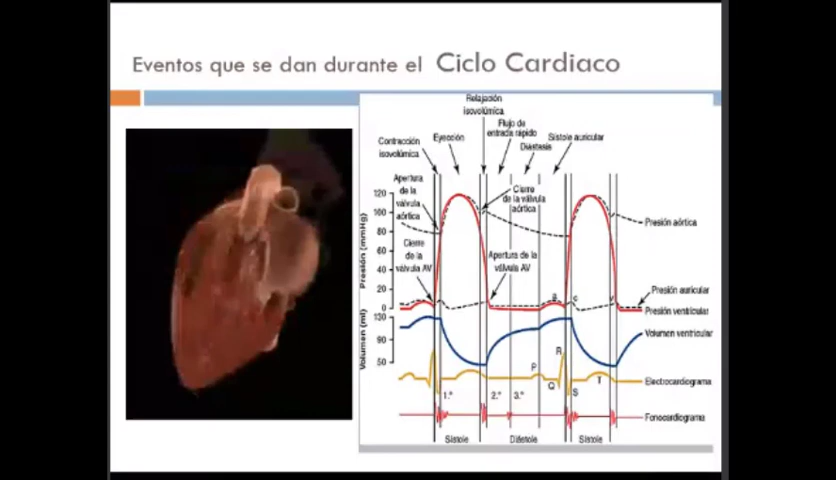 Eventos que se dan durante el Ciclo Cardiaco
Relajación
isovolúmica
Flujo de
entrada rápido
Eyección
Contracción
isovolúmica
Diástasis
Sístole auricular
Apertura
de la
válvula
aórtica
Cierre
de la válvula
aórtica
Cierre
de la
válvula AV
Apertura de la
válvula AV
Presión (mmHg)
120
100
80
60
40
20
0
a
c
v
Presión aórtica
Presión auricular
Presión ventricular
Volumen (ml)
130
90
50
Volumen ventricular
R
P
Q
S
T
Electrocardiograma
1.º
2.º
3.º
Fonocardiograma
Sístole
Diástole
Sístole